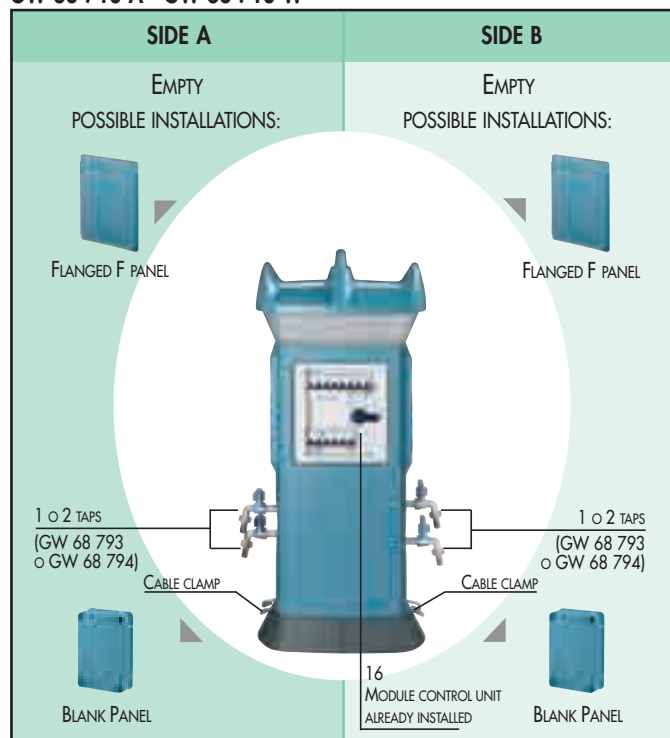 SIDE A
SIDE B
EMPTY
POSSIBLE INSTALLATIONS:
EMPTY
POSSIBLE INSTALLATIONS:
FLANGED F PANEL
FLANGED F PANEL
1 O 2 TAPS
(GW 68 793
O GW 68 794)
1 O 2 TAPS
(GW 68 793
O GW 68 794)
CABLE CLAMP
CABLE CLAMP
BLANK PANEL
16
MODULE CONTROL UNIT
ALREADY INSTALLED
BLANK PANEL